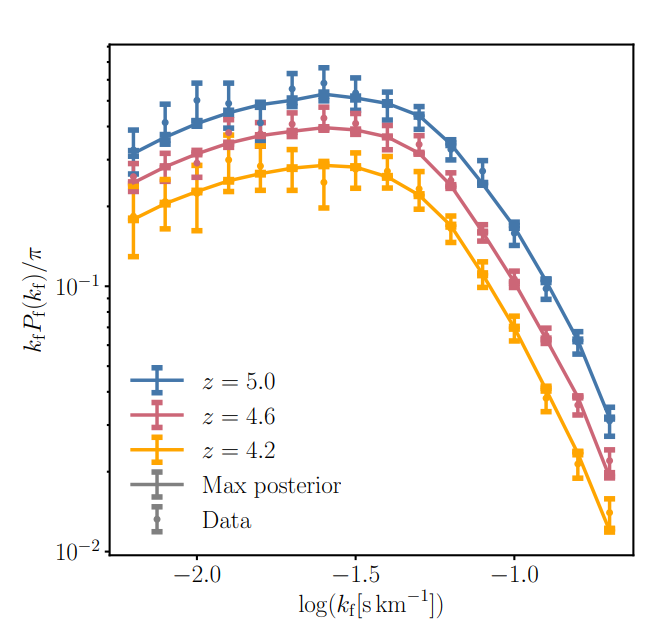 k_f P_f(k_f)/π
10⁻¹
10⁻²
z = 5.0
z = 4.6
z = 4.2
Max posterior
Data
−2.0 −1.5 −1.0
log(k_f[s km⁻¹])